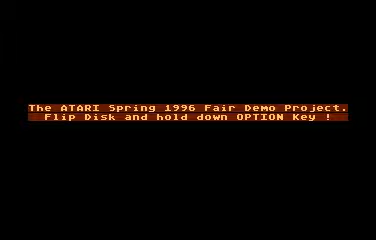 The ATARI Spring 1996 Fair Demo Project.
Flip Disk and hold down OPTION Key !